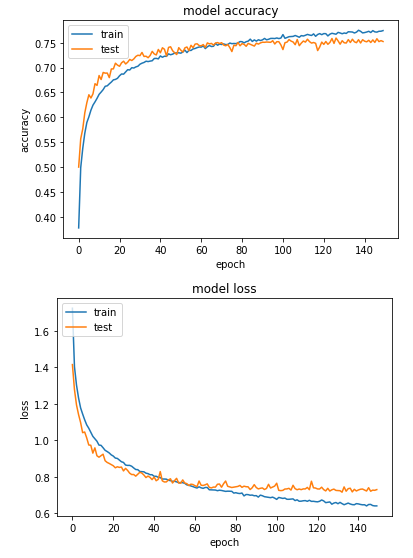 model accuracy
train
test
0.75
0.70
0.65
0.60
0.55
0.50
0.45
0.40
accuracy
0 20 40 60 80 100 120 140
epoch
model loss
train
test
1.6
1.4
1.2
1.0
0.8
0.6
loss
0 20 40 60 80 100 120 140
epoch